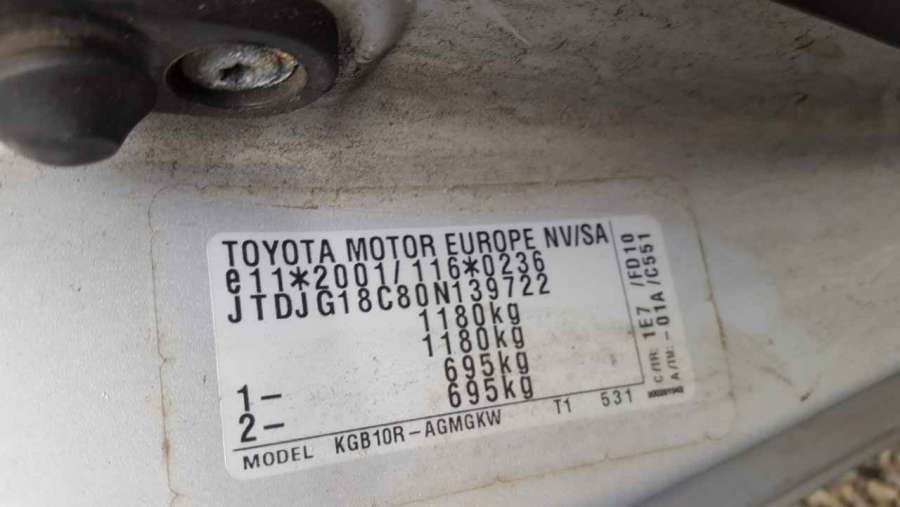 TOYOTA MOTOR EUROPE NV/SA
e11*2001/116*0236
JTDJG18C80N139722
1180kg
1180kg
1- 695kg
2- 695kg
MODEL KGB10R-AGMGKW T1 531
C/TR: 1E7 /FD10
A/TM: -01A /C551